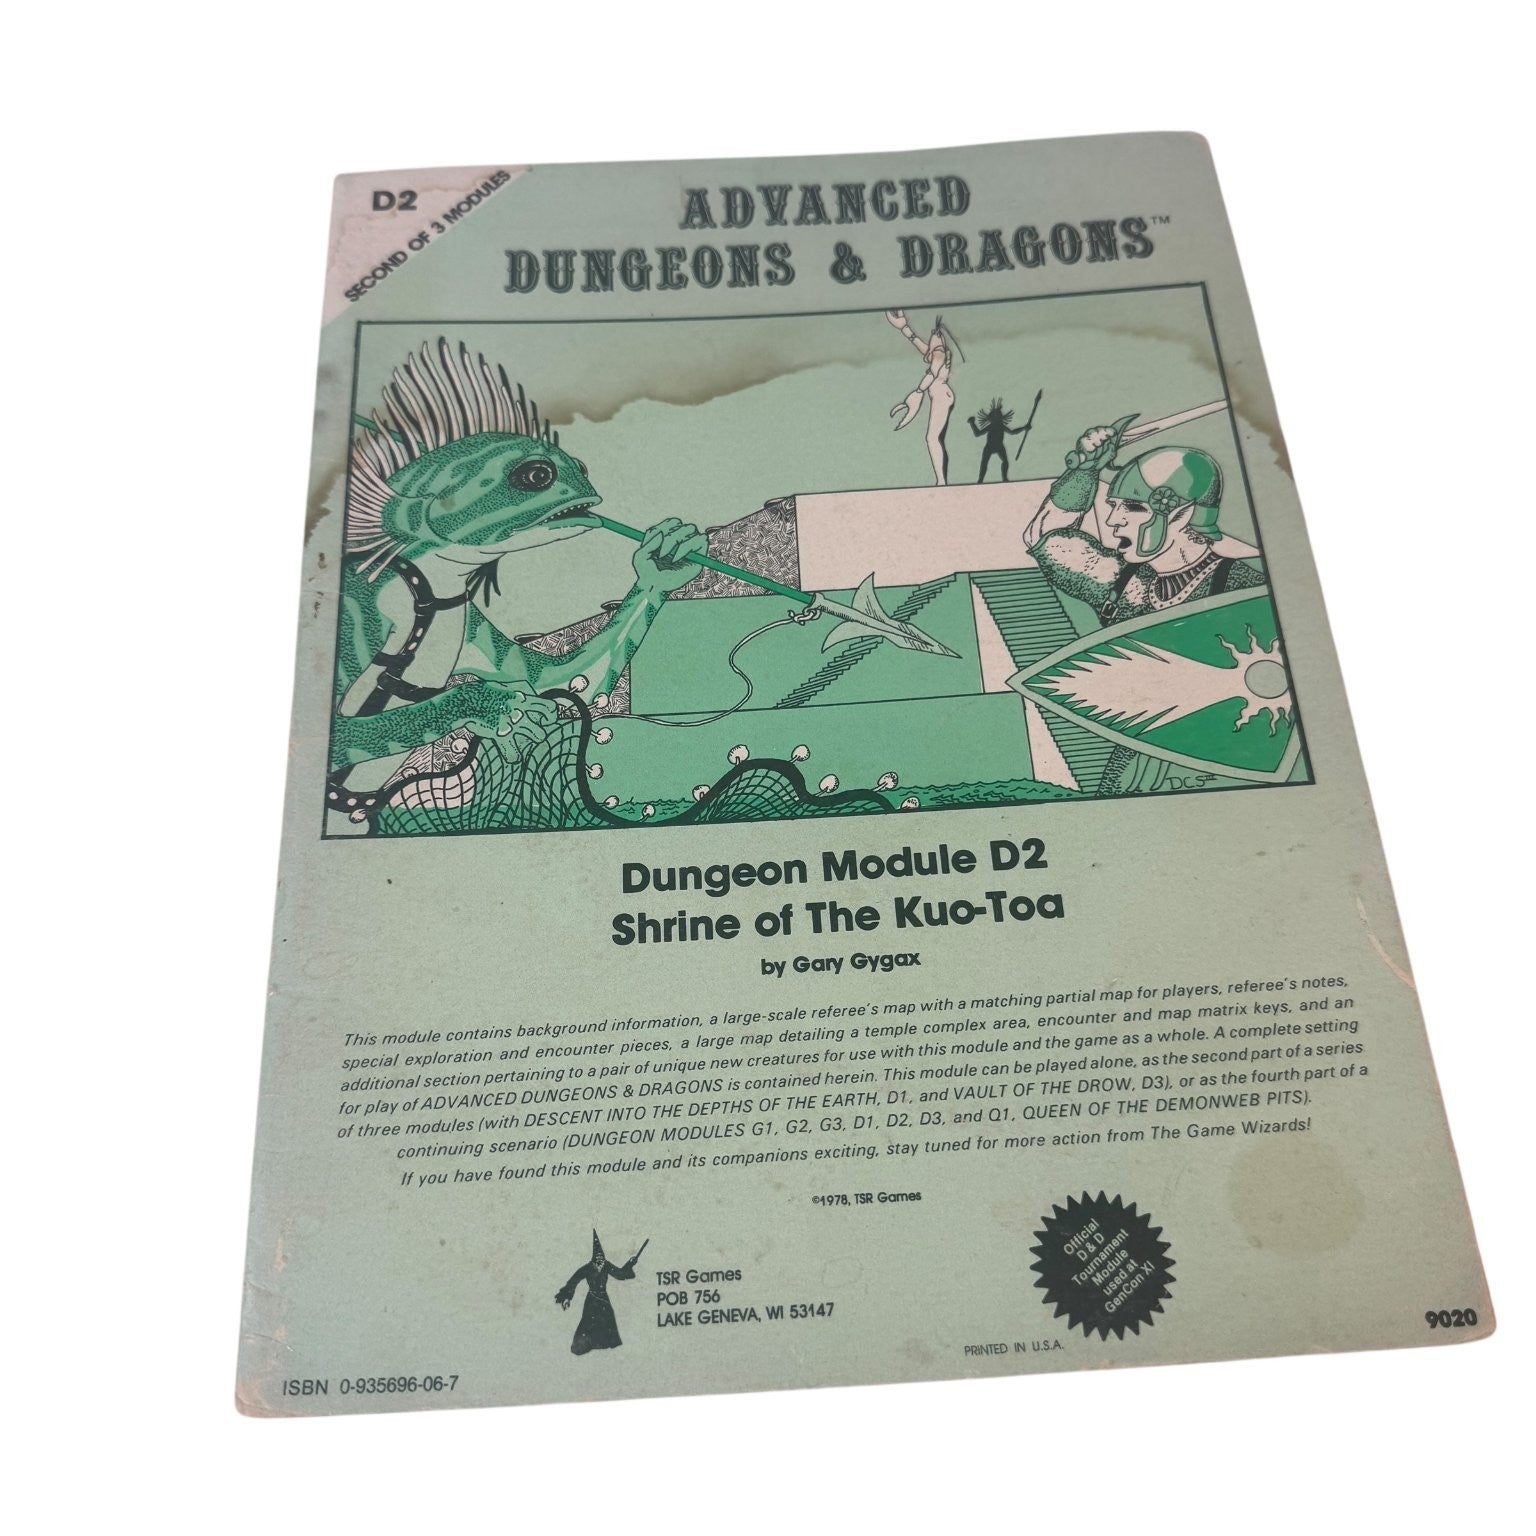 D2
SECOND OF 3 MODULES
ADVANCED
DUNGEONS & DRAGONS™
DCSIII
Dungeon Module D2
Shrine of The Kuo-Toa
by Gary Gygax
This module contains background information, a large-scale referee's map with a matching partial map for players, referee's notes,
special exploration and encounter pieces, a large map detailing a temple complex area, encounter and map matrix keys, and an
additional section pertaining to a pair of unique new creatures for use with this module and the game as a whole. A complete setting
for play of ADVANCED DUNGEONS & DRAGONS is contained herein. This module can be played alone, as the second part of a series
of three modules (with DESCENT INTO THE DEPTHS OF THE EARTH, D1, and VAULT OF THE DROW, D3), or as the fourth part of a
continuing scenario (DUNGEON MODULES G1, G2, G3, D1, D2, D3, and Q1, QUEEN OF THE DEMONWEB PITS).
If you have found this module and its companions exciting, stay tuned for more action from The Game Wizards!
©1978, TSR Games
TSR Games
POB 756
LAKE GENEVA, WI 53147
Official
D & D
Tournament
Module
used at
GenCon XI
PRINTED IN U.S.A.
9020
ISBN 0-935696-06-7